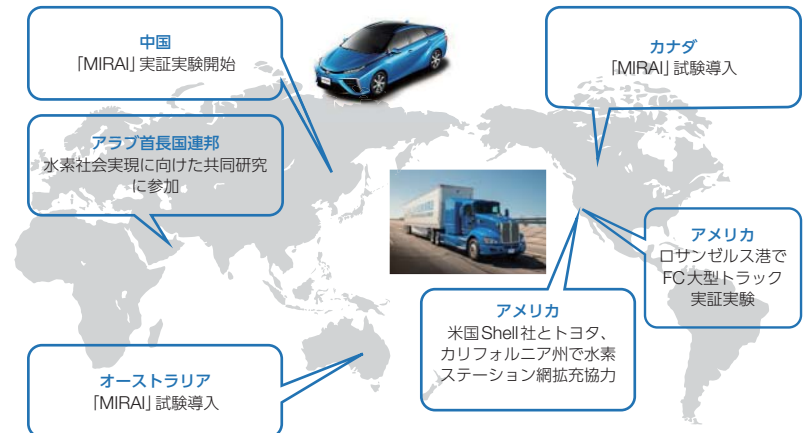 中国
「MIRAI」実証実験開始
カナダ
「MIRAI」試験導入
アラブ首長国連邦
水素社会実現に向けた共同研究
に参加
アメリカ
ロサンゼルス港で
FC大型トラック
実証実験
アメリカ
米国Shell社とトヨタ、
カリフォルニア州で水素
ステーション網拡充協力
オーストラリア
「MIRAI」試験導入